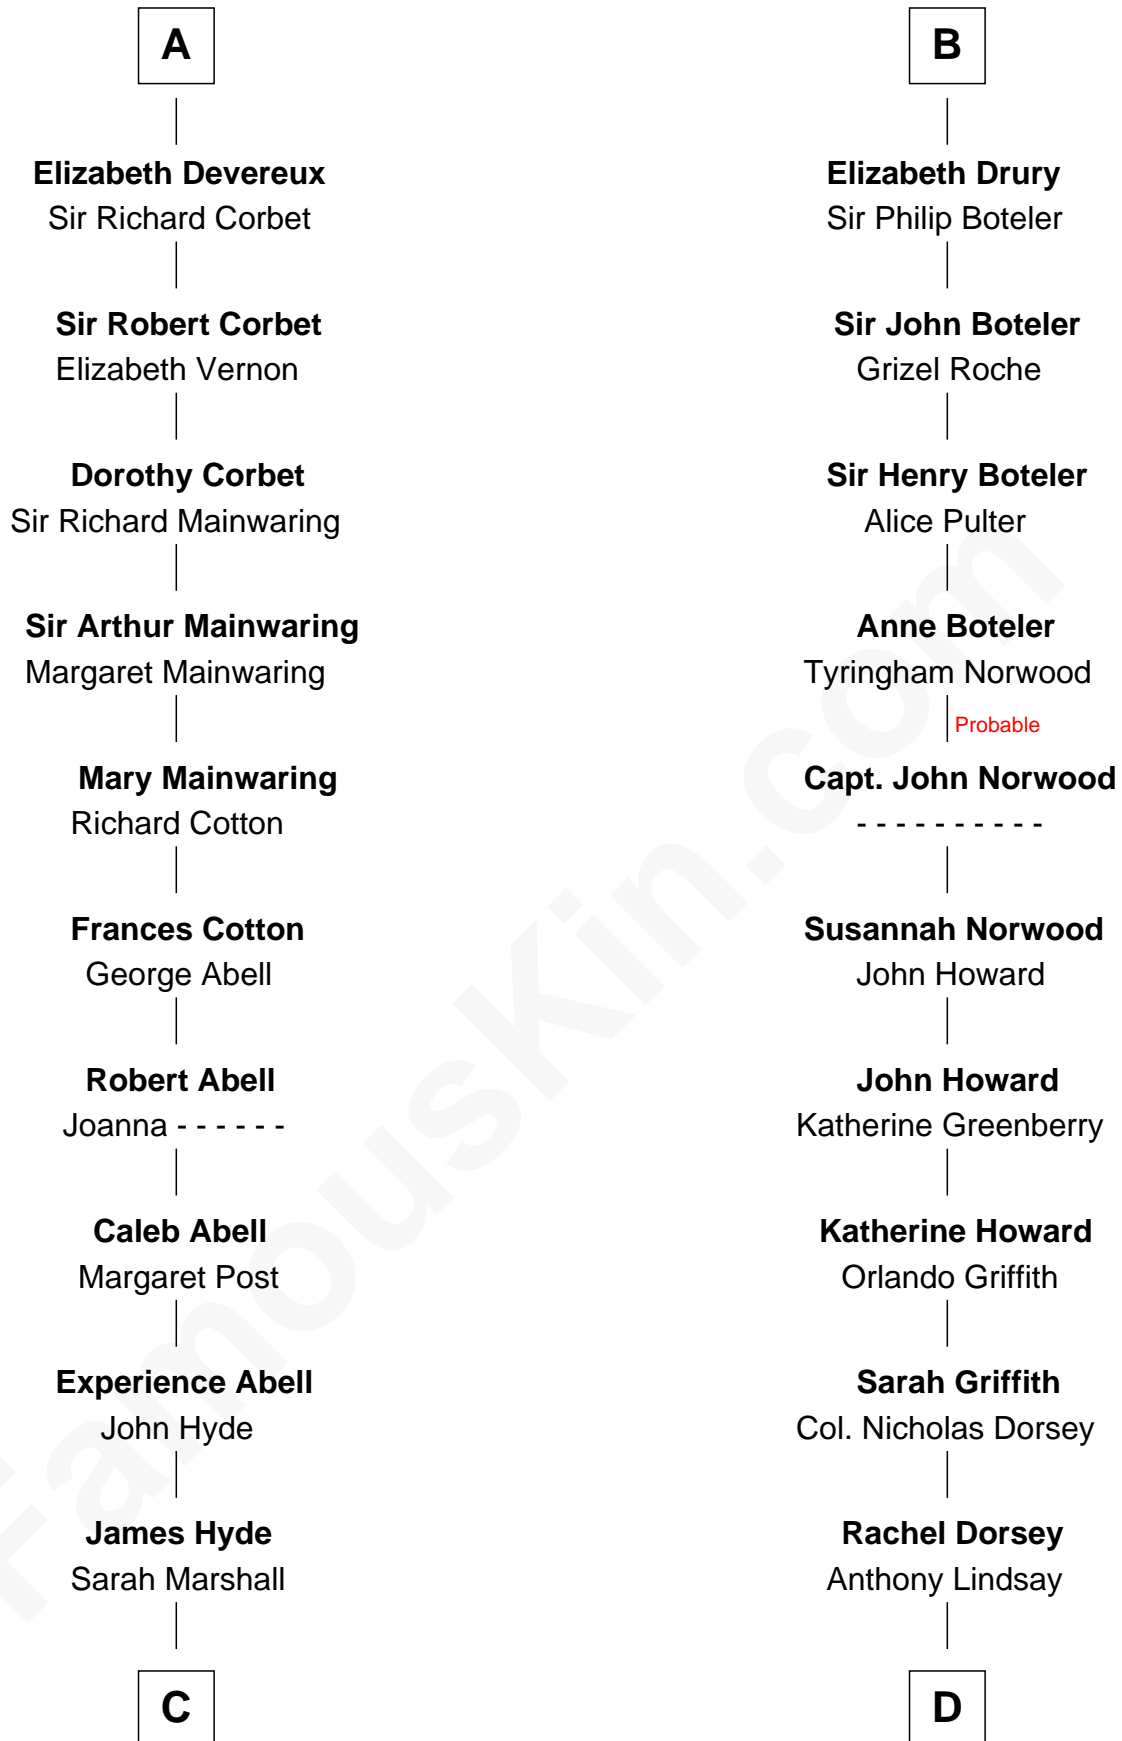 A
Elizabeth Devereux
Sir Richard Corbet
Sir Robert Corbet
Elizabeth Vernon
Dorothy Corbet
Sir Richard Mainwaring
Sir Arthur Mainwaring
Margaret Mainwaring
Mary Mainwaring
Richard Cotton
Frances Cotton
George Abell
Robert Abell
Joanna - - - - - -
Caleb Abell
Margaret Post
Experience Abell
John Hyde
James Hyde
Sarah Marshall
C
B
Elizabeth Drury
Sir Philip Boteler
Sir John Boteler
Grizel Roche
Sir Henry Boteler
Alice Pulter
Anne Boteler
Tyringham Norwood
Probable
Capt. John Norwood
- - - - - - - - - -
Susannah Norwood
John Howard
John Howard
Katherine Greenberry
Katherine Howard
Orlando Griffith
Sarah Griffith
Col. Nicholas Dorsey
Rachel Dorsey
Anthony Lindsay
D
FamousKin.com